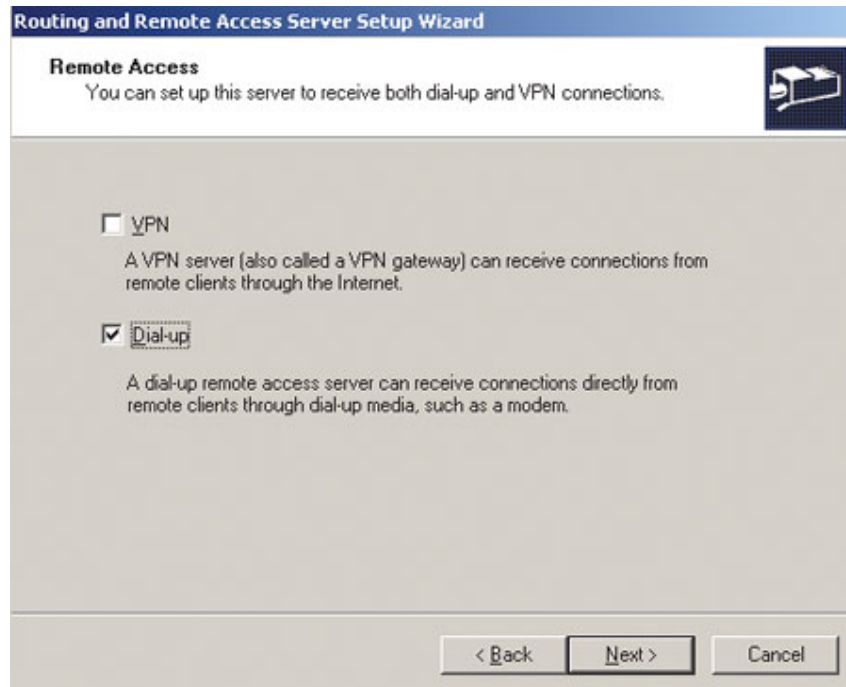 Routing and Remote Access Server Setup Wizard
Remote Access
You can set up this server to receive both dial-up and VPN connections.
VPN
A VPN server (also called a VPN gateway) can receive connections from
remote clients through the Internet.
Dial-up
A dial-up remote access server can receive connections directly from
remote clients through dial-up media, such as a modem.
< Back Next > Cancel